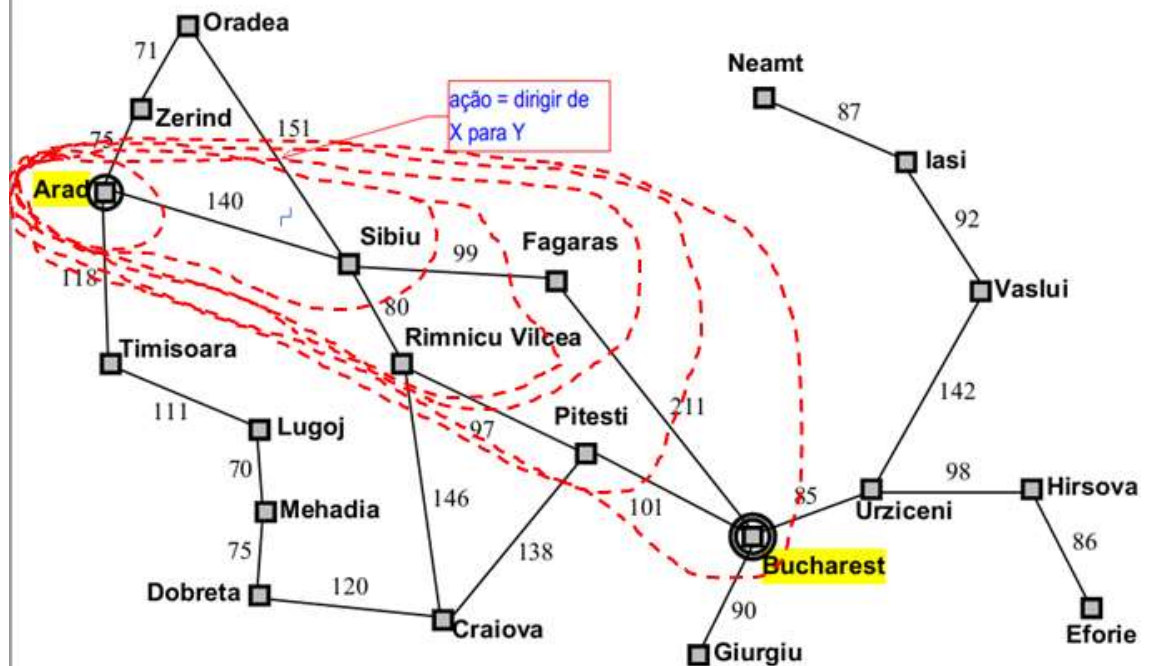 Oradea
71
Neamt
Zerind
ação = dirigir de
X para Y
87
151
75
Iasi
Arad
140
92
Sibiu
Fagaras
99
118
80
Vaslui
Rimnicu Vilcea
Timisoara
142
111
211
Pitesti
Lugoj
97
70
146
98
Hirsova
85
101
Urziceni
Mehadia
86
75
138
Bucharest
Dobreta
120
90
Craiova
Eforie
Giurgiu